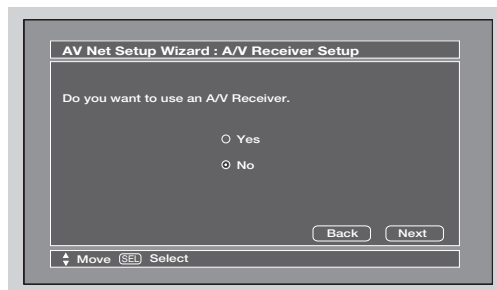 AV Net Setup Wizard : A/V Receiver Setup
Do you want to use an A/V Receiver.
Yes
No
Back Next
Move SEL Select